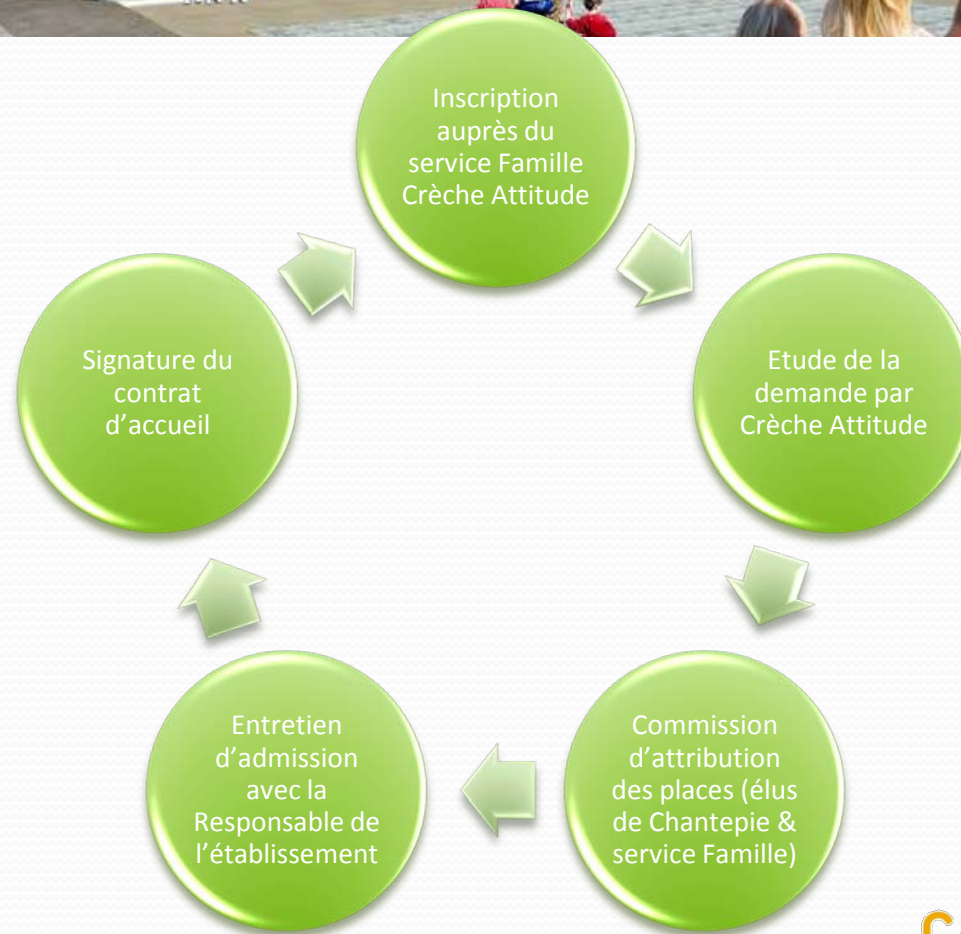 Inscription
auprès du
service Famille
Crèche Attitude
Etude de la
demande par
Crèche Attitude
Commission
d'attribution
des places (élus
de Chantepie &
service Famille)
Entretien
d'admission
avec la
Responsable de
l'établissement
Signature du
contrat
d'accueil